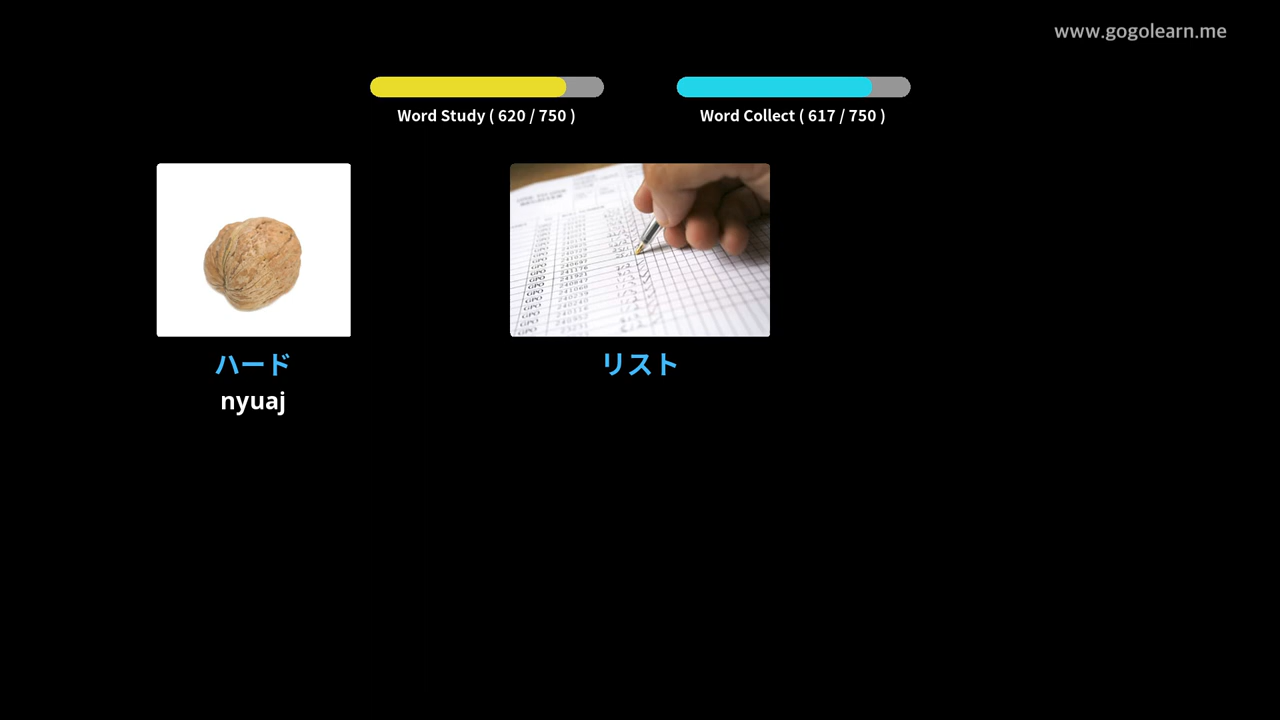 www.gogolearn.me
Word Study ( 620 / 750 )
Word Collect ( 617 / 750 )
ハード
リスト
nyuaj